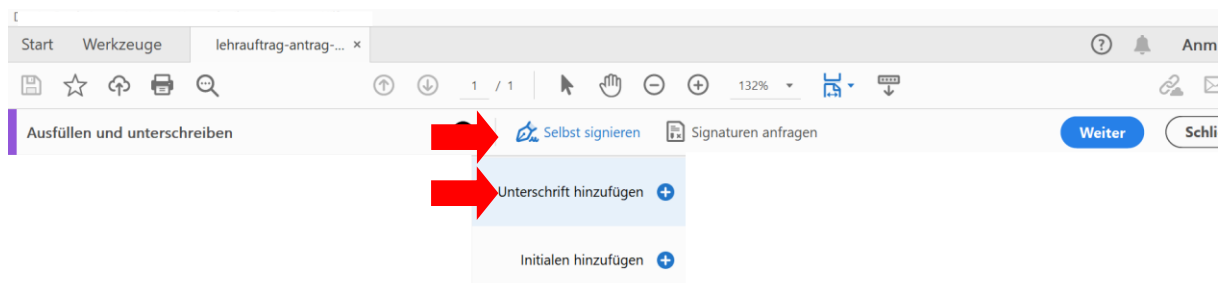 [
Start Werkzeuge lehrauftrag-antrag-... × ? Anm
1 / 1 132%
Ausfüllen und unterschreiben Selbst signieren Signaturen anfragen Weiter Schli
Unterschrift hinzufügen
Initialen hinzufügen